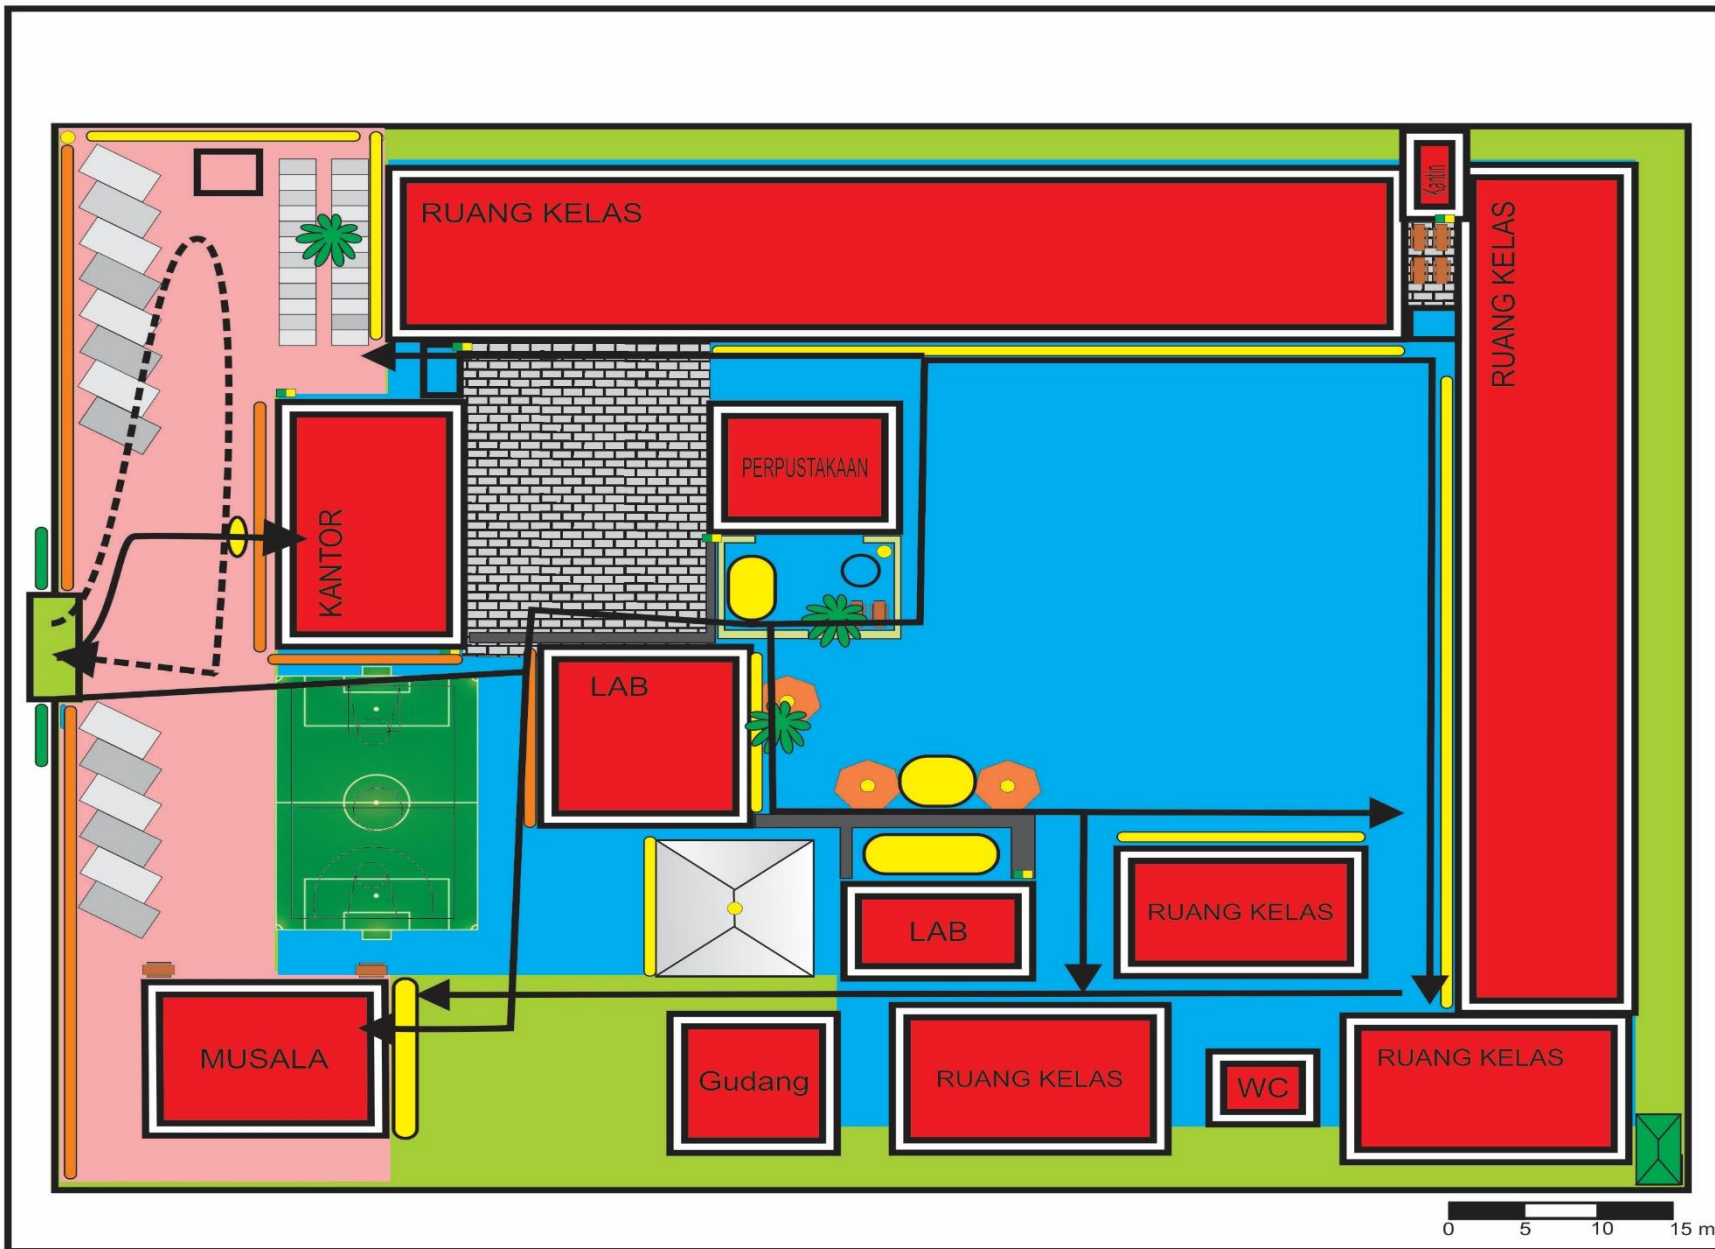 RUANG KELAS
Kantin
RUANG KELAS
PERPUSTAKAAN
KANTOR
LAB
LAB
RUANG KELAS
MUSALA
Gudang
RUANG KELAS
WC
RUANG KELAS
0 5 10 15 m